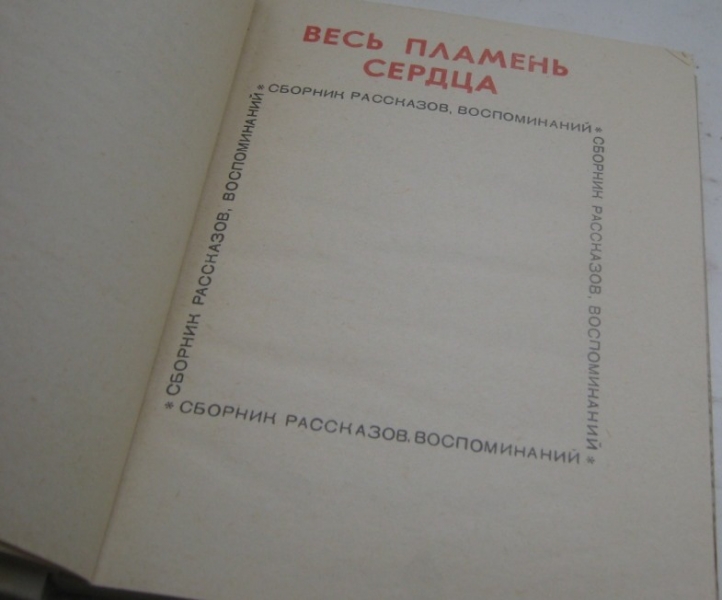 ВЕСЬ ПЛАМЕНЬ
СЕРДЦА
* СБОРНИК РАССКАЗОВ, ВОСПОМИНАНИЙ
* СБОРНИК РАССКАЗОВ, ВОСПОМИНАНИЙ
* СБОРНИК РАССКАЗОВ, ВОСПОМИНАНИЙ
* СБОРНИК РАССКАЗОВ, ВОСПОМИНАНИЙ *